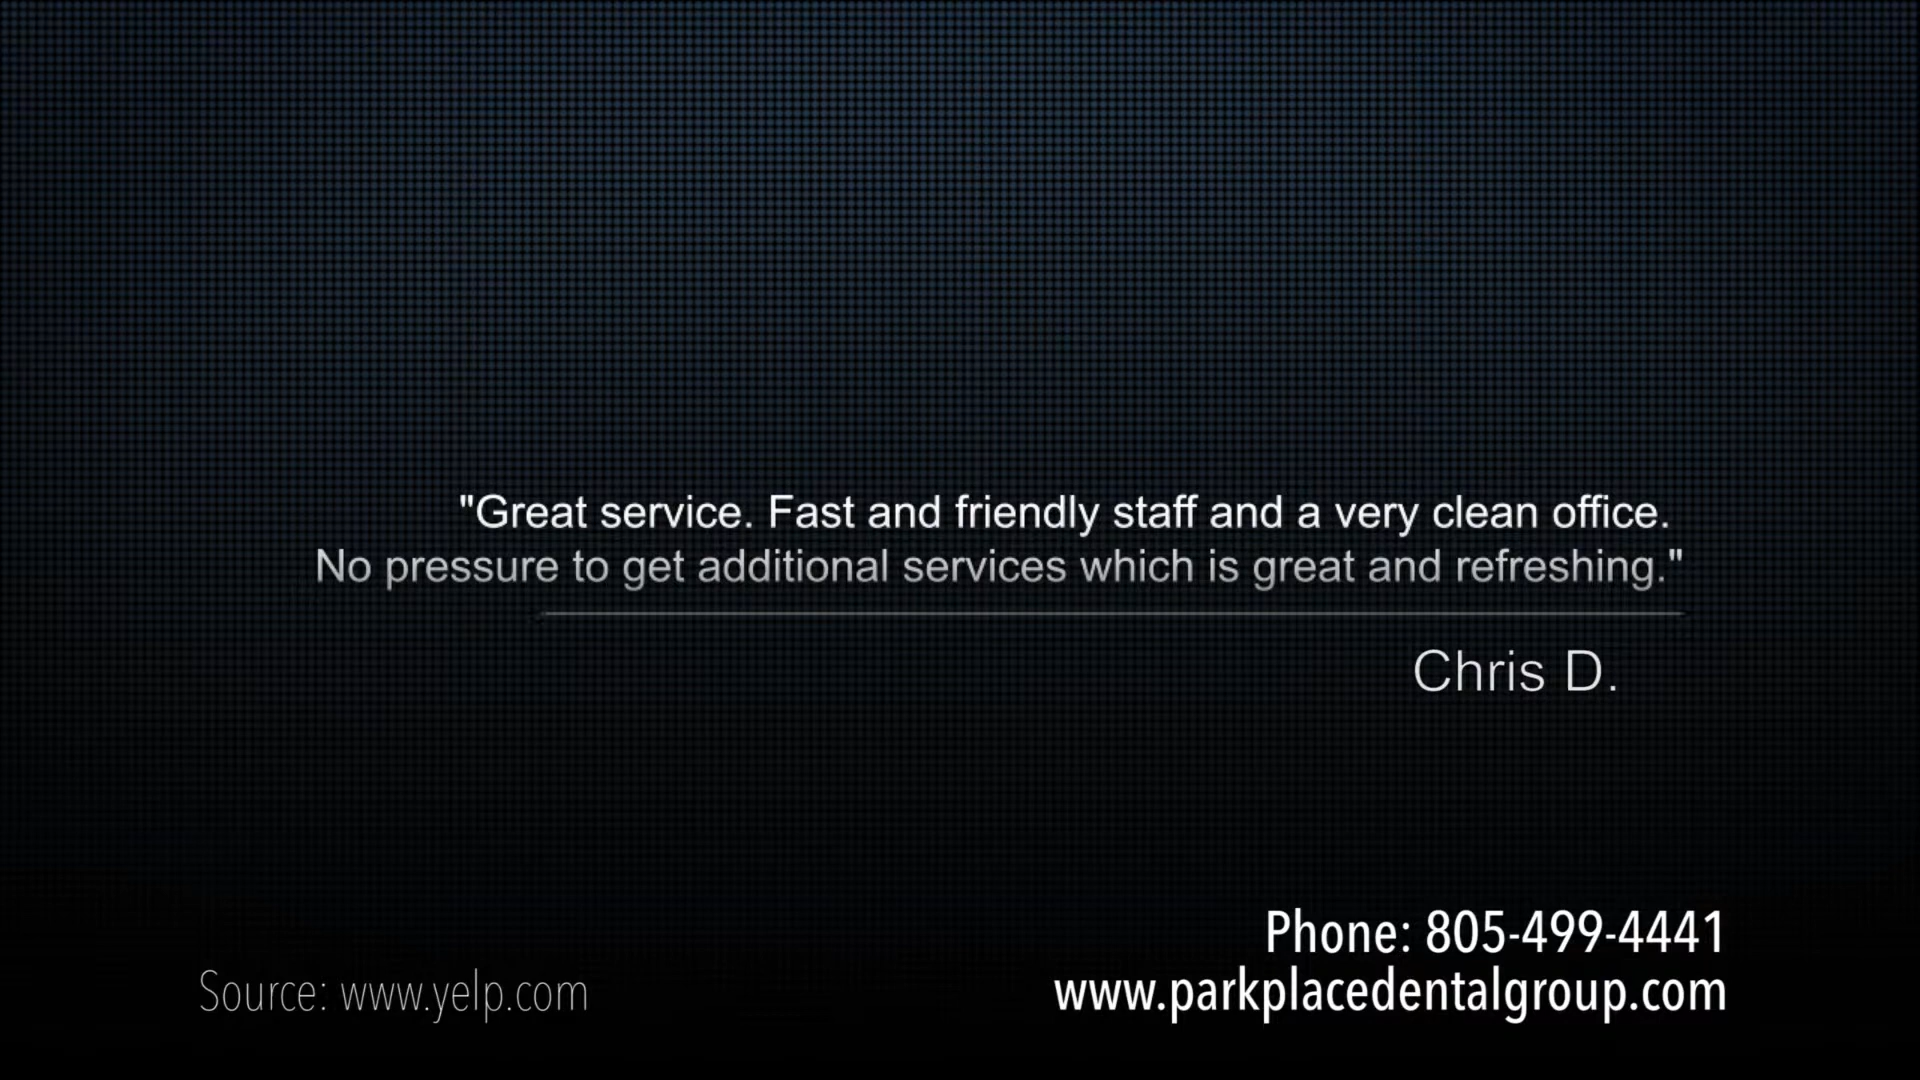 "Great service. Fast and friendly staff and a very clean office.
No pressure to get additional services which is great and refreshing."
Chris D.
Phone: 805-499-4441
Source: www.yelp.com
www.parkplacedentalgroup.com